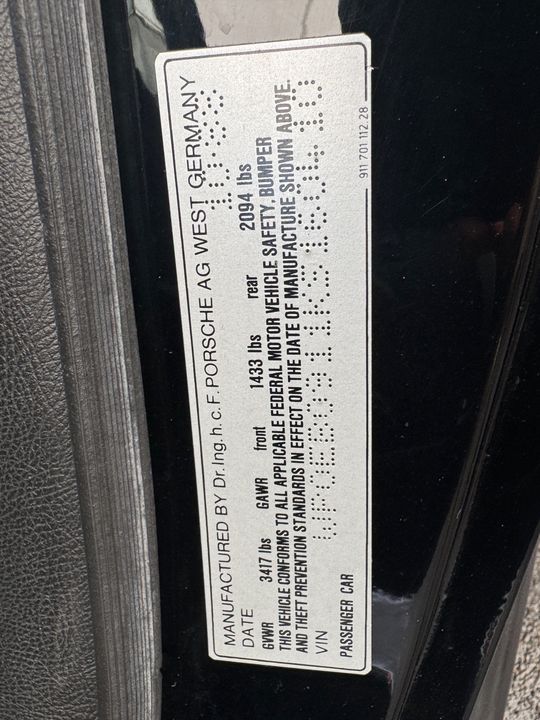 MANUFACTURED BY Dr.Ing.h.c.F. PORSCHE AG WEST GERMANY
DATE
GVWR 3417 lbs GAWR front 1433 lbs rear 2094 lbs
THIS VEHICLE CONFORMS TO ALL APPLICABLE FEDERAL MOTOR VEHICLE SAFETY, BUMPER
AND THEFT PREVENTION STANDARDS IN EFFECT ON THE DATE OF MANUFACTURE SHOWN ABOVE.
VIN
PASSENGER CAR
911 701 112 28